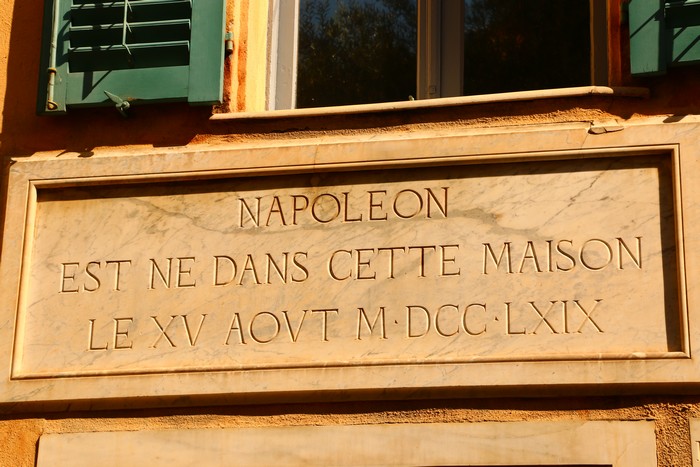 NAPOLEON
EST NE DANS CETTE MAISON
LE XV AOVT M·DCC·LXIX